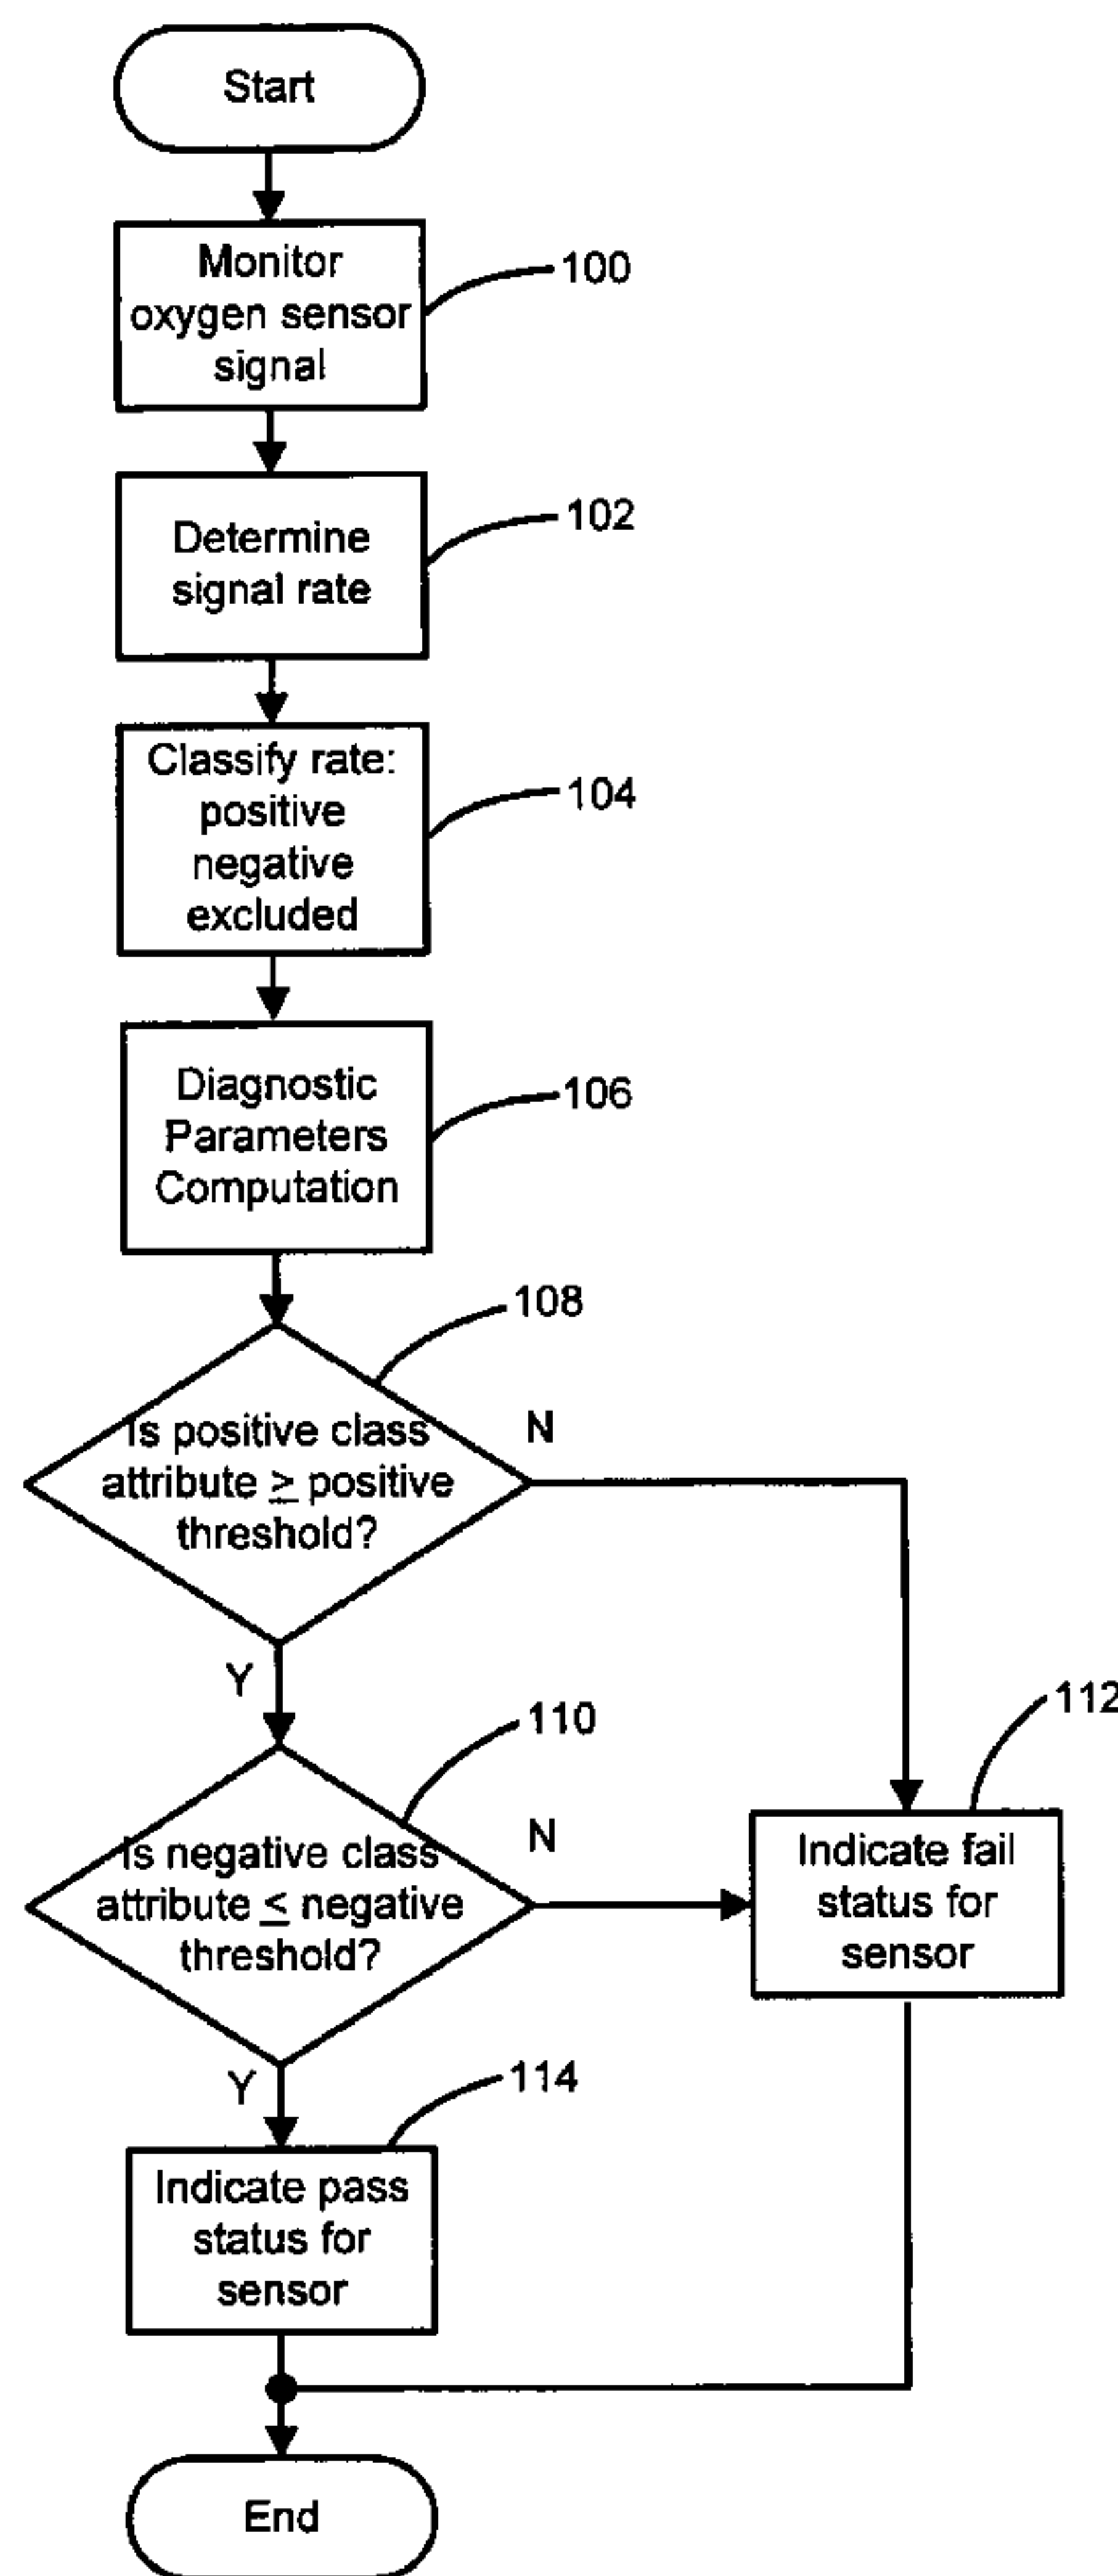 Start
Monitor
oxygen sensor
signal
100
Determine
signal rate
102
Classify rate:
positive
negative
excluded
104
Diagnostic
Parameters
Computation
106
108
Is positive class
attribute ≥ positive
threshold?
N
Y
110
Is negative class
attribute ≤ negative
threshold?
N
112
Indicate fail
status for
sensor
Y
114
Indicate pass
status for
sensor
End